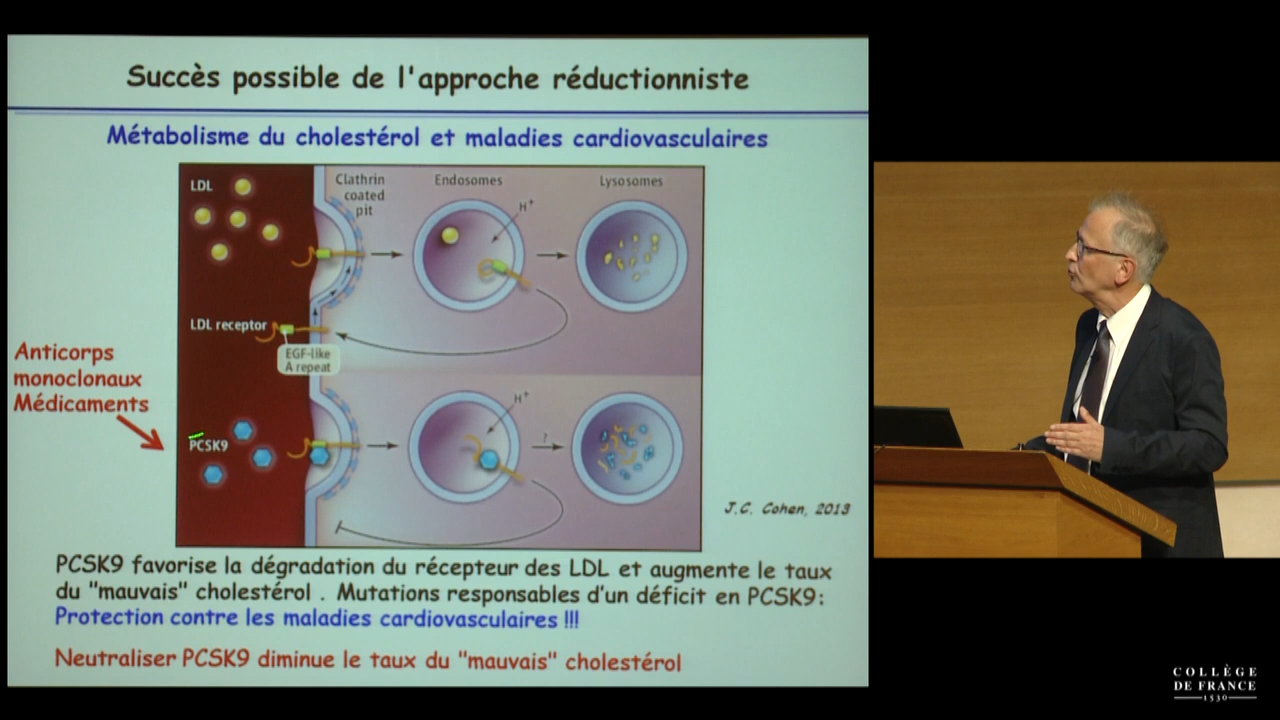 Succès possible de l'approche réductionniste
Métabolisme du cholestérol et maladies cardiovasculaires
LDL
Clathrin
coated
pit
Endosomes
Lysosomes
H+
LDL receptor
EGF-like
A repeat
Anticorps
monoclonaux
Médicaments
PCSK9
H+
?
J.C. Cohen, 2013
PCSK9 favorise la dégradation du récepteur des LDL et augmente le taux
du "mauvais" cholestérol . Mutations responsables d'un déficit en PCSK9:
Protection contre les maladies cardiovasculaires !!!
Neutraliser PCSK9 diminue le taux du "mauvais" cholestérol
COLLÈGE
DE FRANCE
1530